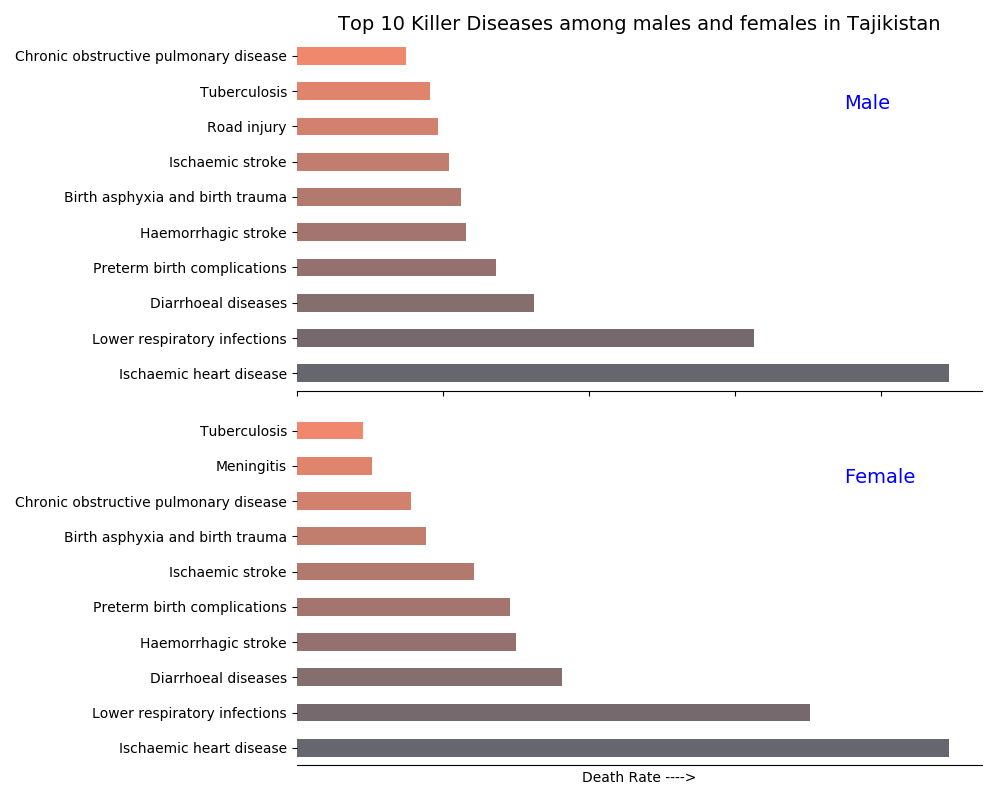 Top 10 Killer Diseases among males and females in Tajikistan
Chronic obstructive pulmonary disease
Tuberculosis
Male
Road injury
Ischaemic stroke
Birth asphyxia and birth trauma
Haemorrhagic stroke
Preterm birth complications
Diarrhoeal diseases
Lower respiratory infections
Ischaemic heart disease
Tuberculosis
Meningitis
Female
Chronic obstructive pulmonary disease
Birth asphyxia and birth trauma
Ischaemic stroke
Preterm birth complications
Haemorrhagic stroke
Diarrhoeal diseases
Lower respiratory infections
Ischaemic heart disease
Death Rate ---->